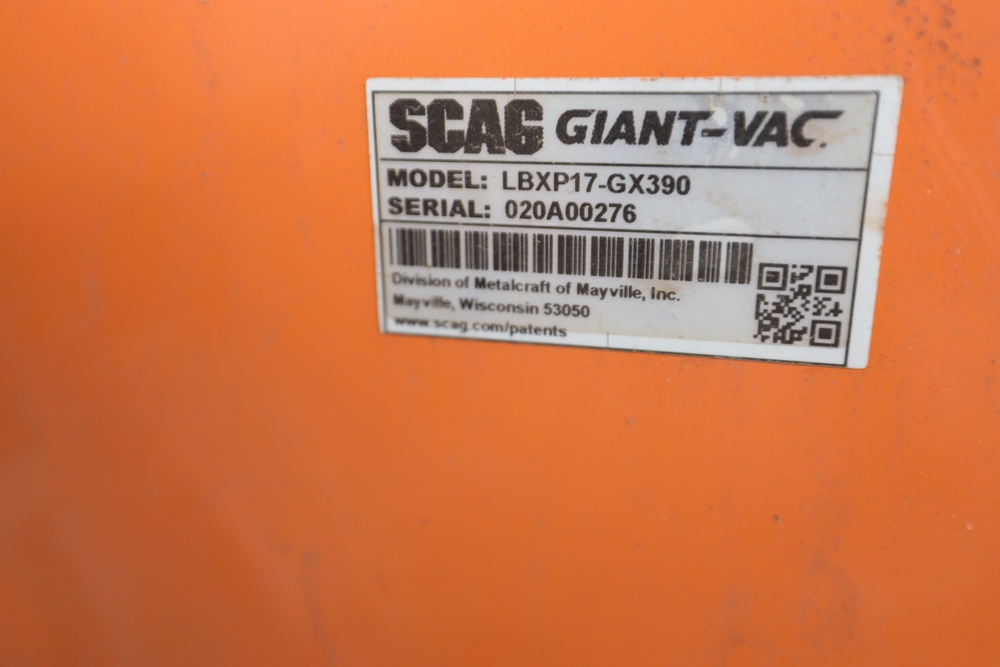 SCAG GIANT-VAC.
MODEL: LBXP17-GX390
SERIAL: 020A00276
Division of Metalcraft of Mayville, Inc.
Mayville, Wisconsin 53050
www.scag.com/patents